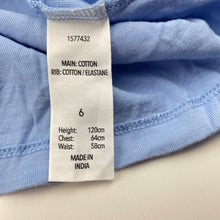 1577432
MAIN: COTTON
RIB: COTTON / ELASTANE
6
Height: 120cm
Chest: 64cm
Waist: 58cm
MADE IN
INDIA